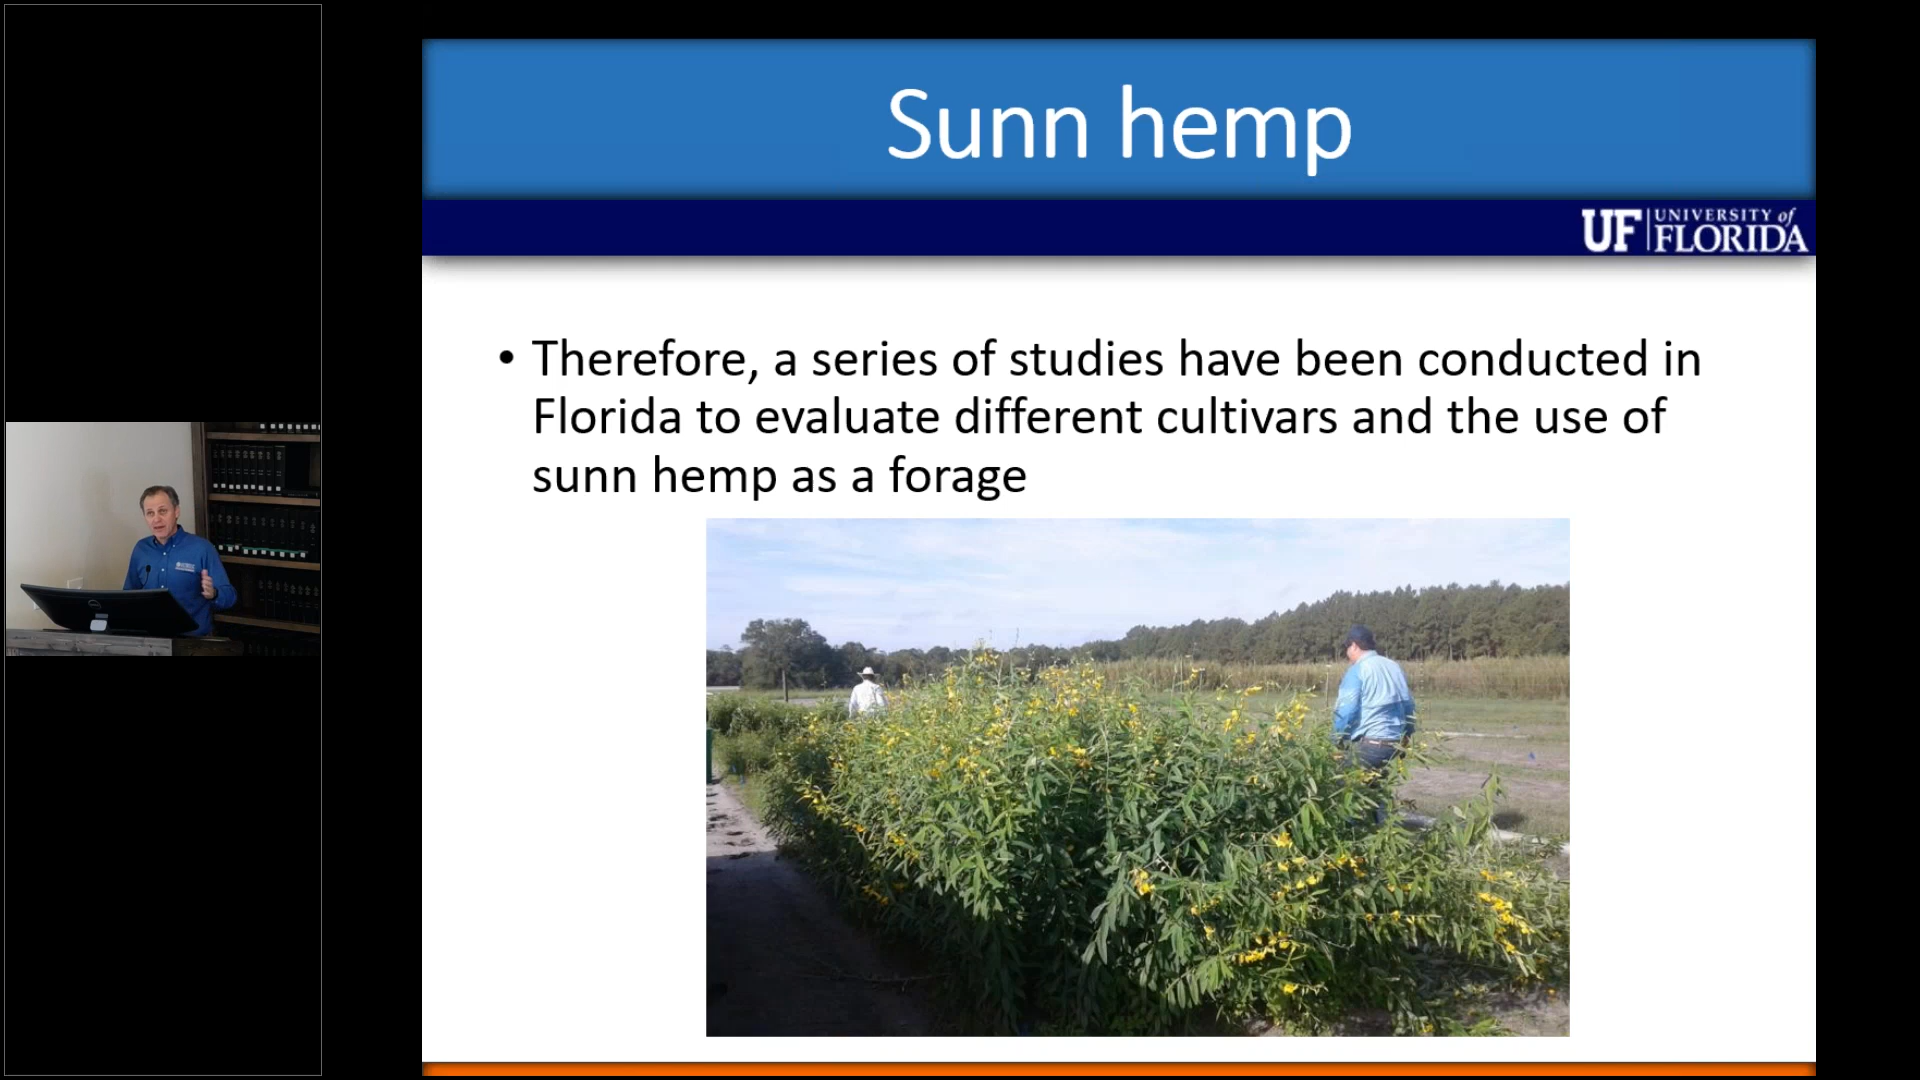 Sunn hemp
UF UNIVERSITY of
FLORIDA
• Therefore, a series of studies have been conducted in
Florida to evaluate different cultivars and the use of
sunn hemp as a forage